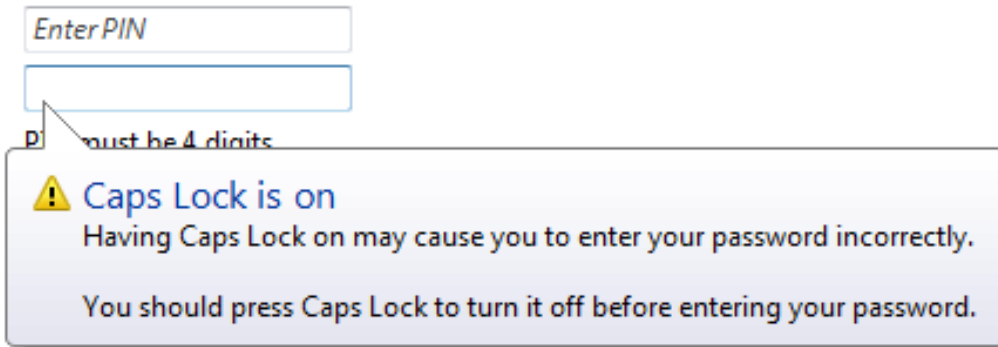 Enter PIN
must be 4 digits
Caps Lock is on
Having Caps Lock on may cause you to enter your password incorrectly.
You should press Caps Lock to turn it off before entering your password.